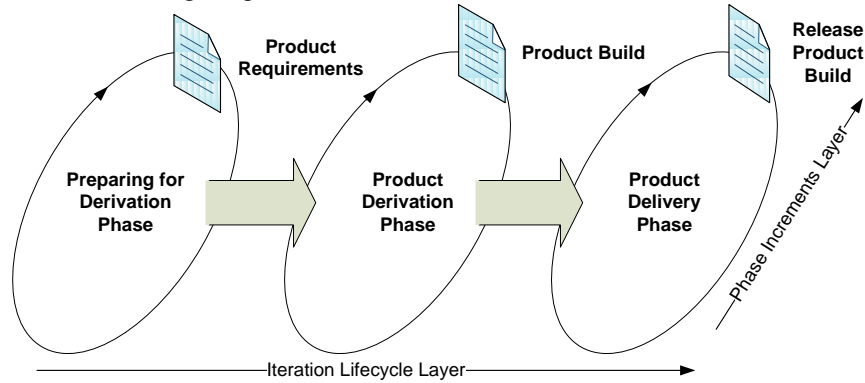 Product
Requirements
Product Build
Release
Product
Build
Preparing for
Derivation
Phase
Product
Derivation
Phase
Product
Delivery
Phase
Phase Increments Layer
Iteration Lifecycle Layer